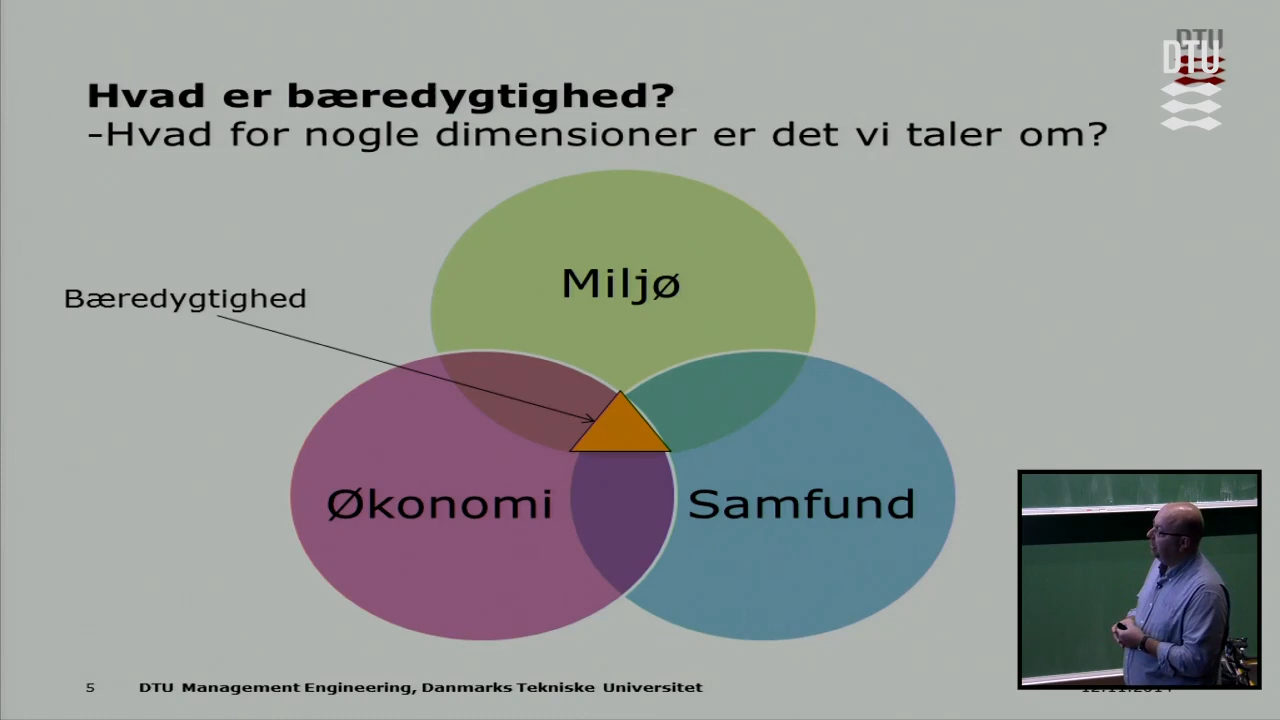 DTU
DTU
Hvad er bæredygtighed?
-Hvad for nogle dimensioner er det vi taler om?
Miljø
Bæredygtighed
Økonomi
Samfund
5 DTU Management Engineering, Danmarks Tekniske Universitet